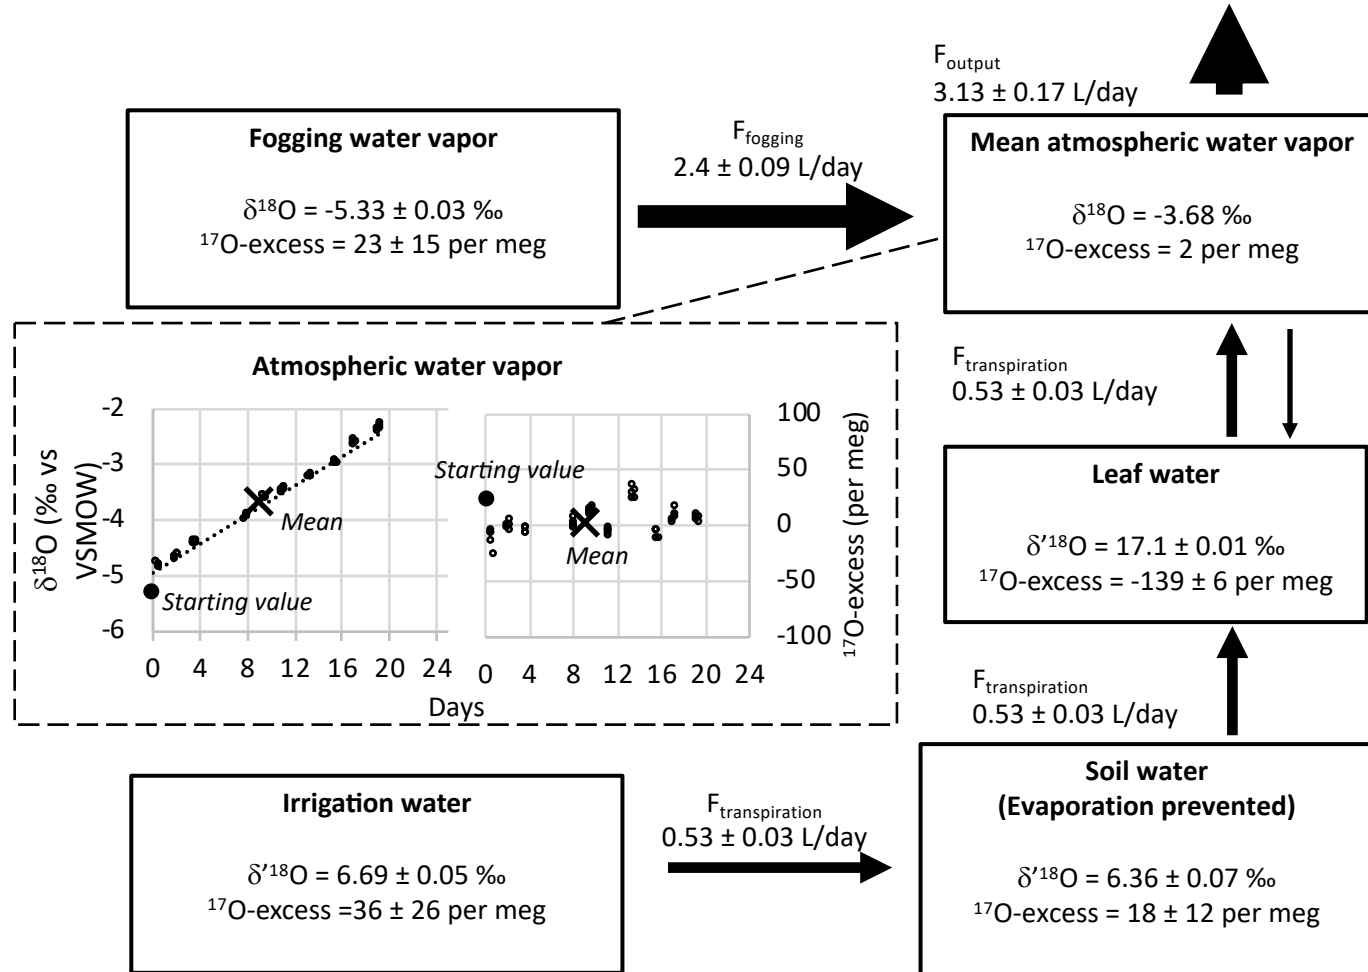 F_output
3.13 ± 0.17 L/day
Fogging water vapor
δ¹⁸O = -5.33 ± 0.03 ‰
¹⁷O-excess = 23 ± 15 per meg
F_fogging
2.4 ± 0.09 L/day
Mean atmospheric water vapor
δ¹⁸O = -3.68 ‰
¹⁷O-excess = 2 per meg
Atmospheric water vapor
δ¹⁸O (‰ vs
VSMOW)
-2
-3
-4
-5
-6
Mean
Starting value
0 4 8 12 16 20 24
Starting value
Mean
100
50
0
-50
-100
¹⁷O-excess (per meg)
0 4 8 12 16 20 24
Days
F_transpiration
0.53 ± 0.03 L/day
Leaf water
δ'¹⁸O = 17.1 ± 0.01 ‰
¹⁷O-excess = -139 ± 6 per meg
F_transpiration
0.53 ± 0.03 L/day
Irrigation water
δ'¹⁸O = 6.69 ± 0.05 ‰
¹⁷O-excess =36 ± 26 per meg
F_transpiration
0.53 ± 0.03 L/day
Soil water
(Evaporation prevented)
δ'¹⁸O = 6.36 ± 0.07 ‰
¹⁷O-excess = 18 ± 12 per meg